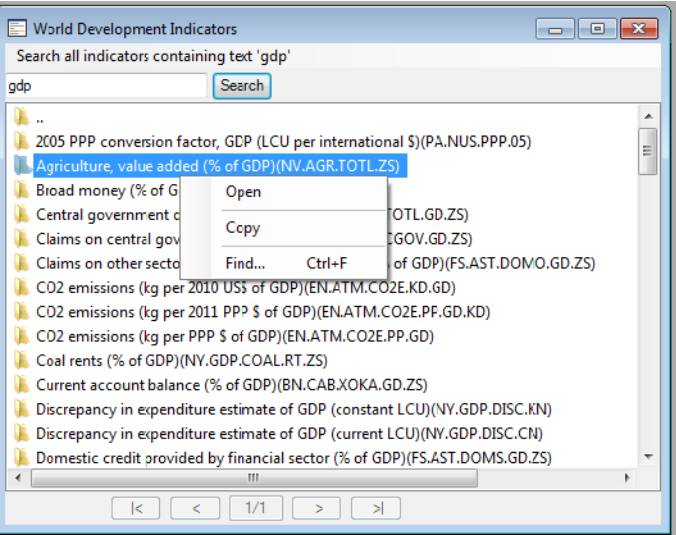 World Development Indicators
Search all indicators containing text 'gdp'
gdp Search
..
2005 PPP conversion factor, GDP (LCU per international $)(PA.NUS.PPP.05)
Agriculture, value added (% of GDP)(NV.AGR.TOTL.ZS)
Broad money (% of G
Open
Central government TOTL.GD.ZS)
Copy
Claims on central gov CGOV.GD.ZS)
Claims on other secto of GDP)(FS.AST.DOMO.GD.ZS)
Find... Ctrl+F
CO2 emissions (kg per 2010 US$ of GDP)(EN.ATM.CO2E.KD.GD)
CO2 emissions (kg per 2011 PPP $ of GDP)(EN.ATM.CO2E.PP.GD.KD)
CO2 emissions (kg per PPP $ of GDP)(EN.ATM.CO2E.PP.GD)
Coal rents (% of GDP)(NY.GDP.COAL.RT.ZS)
Current account balance (% of GDP)(BN.CAB.XOKA.GD.ZS)
Discrepancy in expenditure estimate of GDP (constant LCU)(NY.GDP.DISC.KN)
Discrepancy in expenditure estimate of GDP (current LCU)(NY.GDP.DISC.CN)
Domestic credit provided by financial sector (% of GDP)(FS.AST.DOMS.GD.ZS)
|< < 1/1 > >|